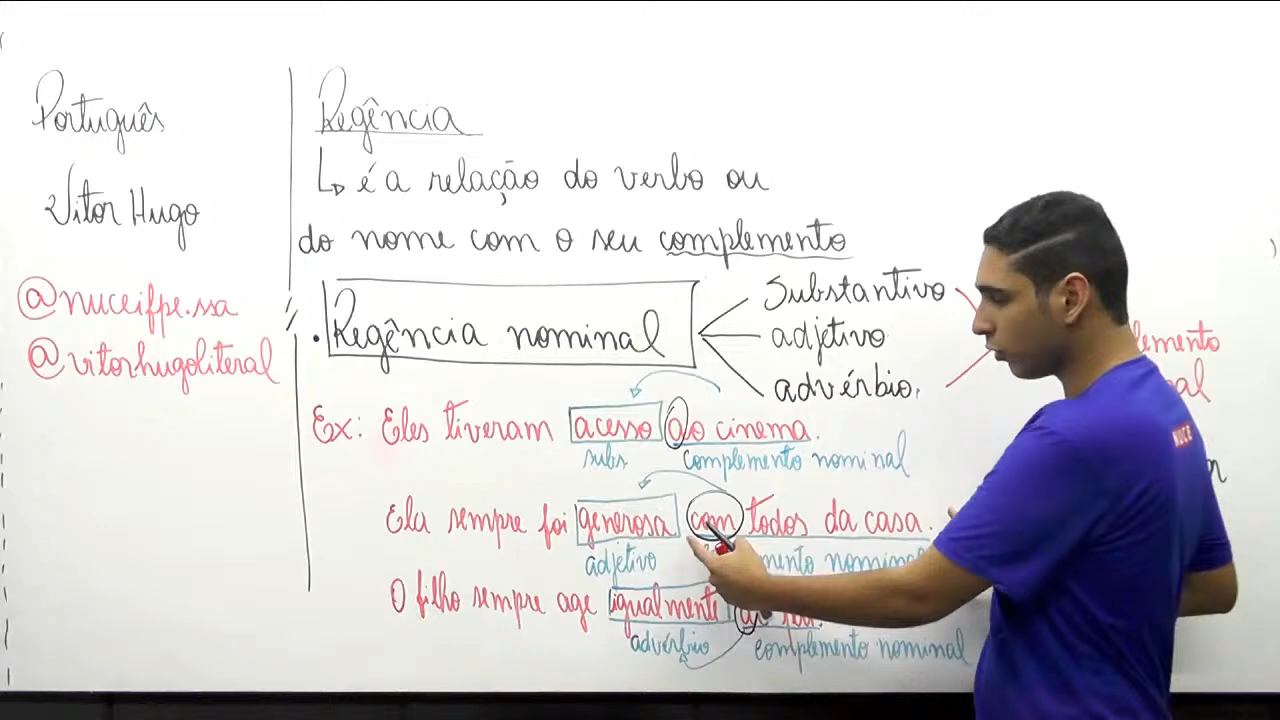 Português
Vitor Hugo
@nuceifpe.ssa
@vitorhugoliteral
Regência
é a relação do verbo ou
do nome com o seu complemento
. Regência nominal
Substantivo
adjetivo
advérbio.
Ex: Eles tiveram acesso ao cinema.
subs complemento nominal
Ela sempre foi generosa com todos da casa.
adjetivo nominal
O filho sempre age igualmente
advérbio complemento nominal
NUCE